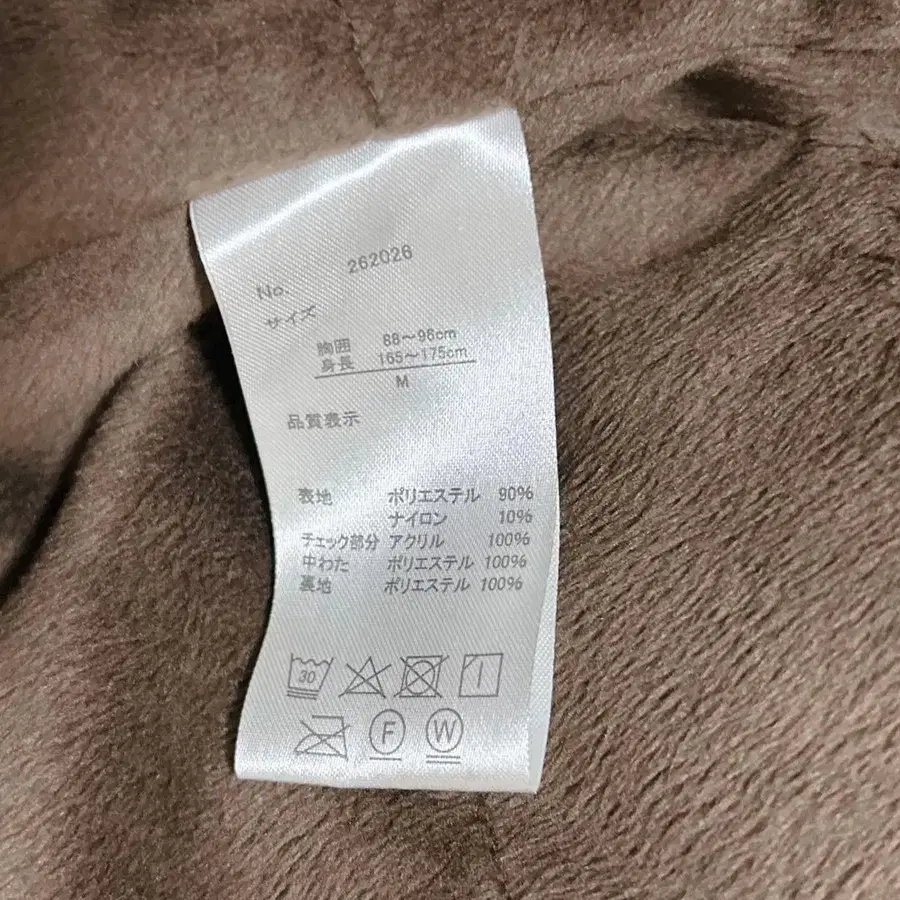 No. 262026
サイズ
胸囲 88～96cm
身長 165～175cm
M
品質表示
表地 ポリエステル 90%
ナイロン 10%
チェック部分 アクリル 100%
中わた ポリエステル 100%
裏地 ポリエステル 100%
30
F W